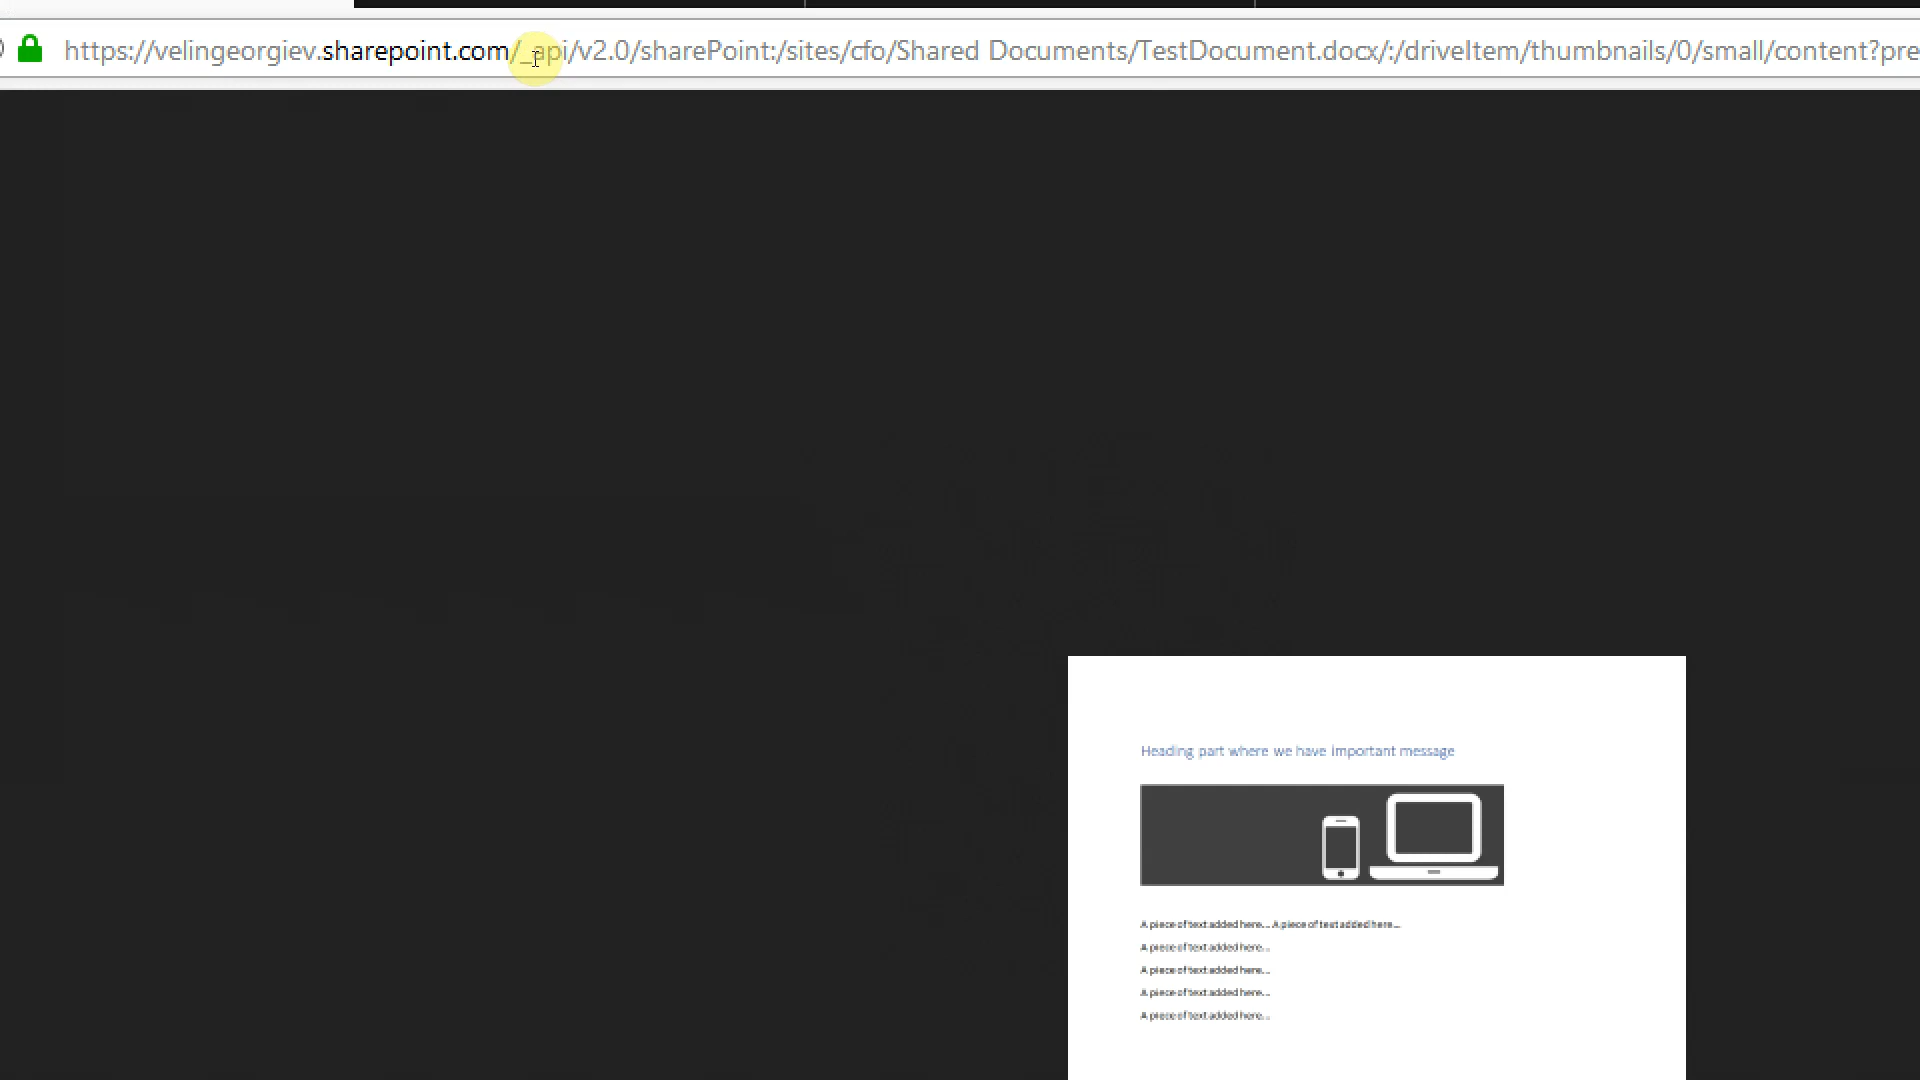 https://velingeorgiev.sharepoint.com/_api/v2.0/sharePoint:/sites/cfo/Shared Documents/TestDocument.docx/:/driveItem/thumbnails/0/small/content?pre
Heading part where we have important message
A piece of text added here... A piece of text added here...
A piece of text added here...
A piece of text added here...
A piece of text added here...
A piece of text added here...